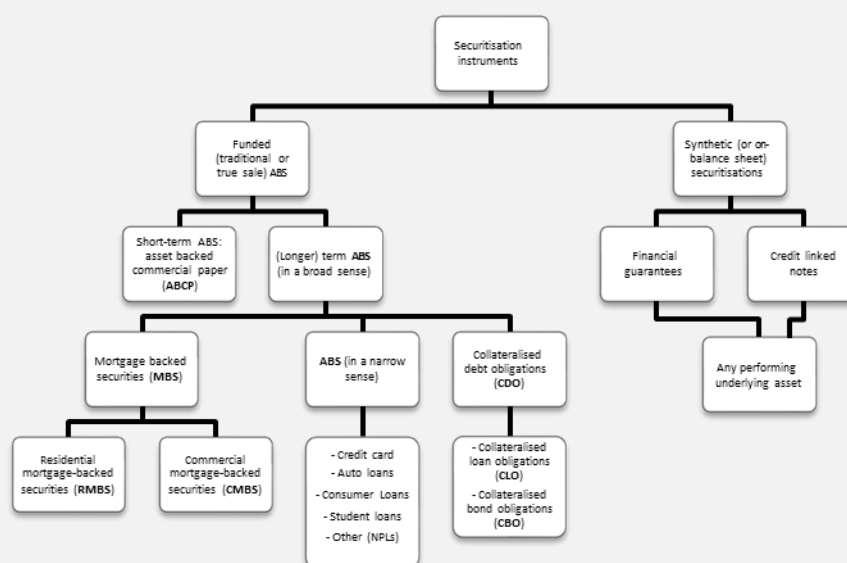 Securitisation
instruments
Funded
(traditional or
true sale) ABS
Synthetic (or on-
balance sheet)
securitisations
Short-term ABS:
asset backed
commercial paper
(ABCP)
(Longer) term ABS
(in a broad sense)
Financial
guarantees
Credit linked
notes
Mortgage backed
securities (MBS)
ABS (in a narrow
sense)
Collateralised
debt obligations
(CDO)
Any performing
underlying asset
Residential
mortgage-backed
securities (RMBS)
Commercial
mortgage-backed
securities (CMBS)
- Credit card
- Auto loans
- Consumer Loans
- Student loans
- Other (NPLs)
- Collateralised
loan obligations
(CLO)
- Collateralised
bond obligations
(CBO)